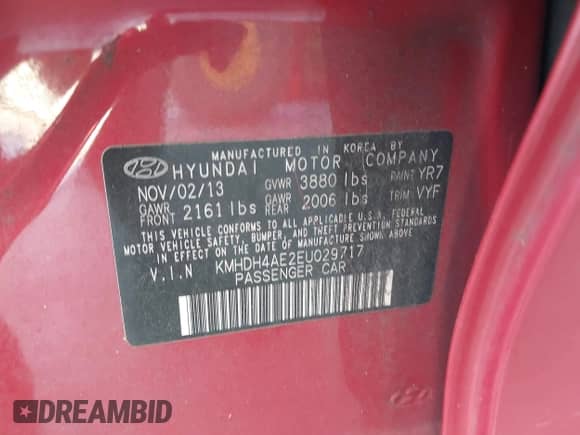 MANUFACTURED IN KOREA BY
HYUNDAI MOTOR COMPANY
NOV/02/13 GVWR 3880 lbs PAINT YR7
GAWR FRONT 2161 lbs GAWR REAR 2006 lbs TRIM VYF
THIS VEHICLE CONFORMS TO ALL APPLICABLE U.S.A. FEDERAL
MOTOR VEHICLE SAFETY, BUMPER, AND THEFT PREVENTION STANDARDS
IN EFFECT ON THE DATE OF MANUFACTURE SHOWN ABOVE.
V.I.N KMHDH4AE2EU029717
PASSENGER CAR
DREAMBID